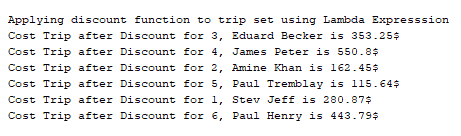 Applying discount function to trip set using Lambda Expresssion
Cost Trip after Discount for 3, Eduard Becker is 353.25$
Cost Trip after Discount for 4, James Peter is 550.8$
Cost Trip after Discount for 2, Amine Khan is 162.45$
Cost Trip after Discount for 5, Paul Tremblay is 115.64$
Cost Trip after Discount for 1, Stev Jeff is 280.87$
Cost Trip after Discount for 6, Paul Henry is 443.79$